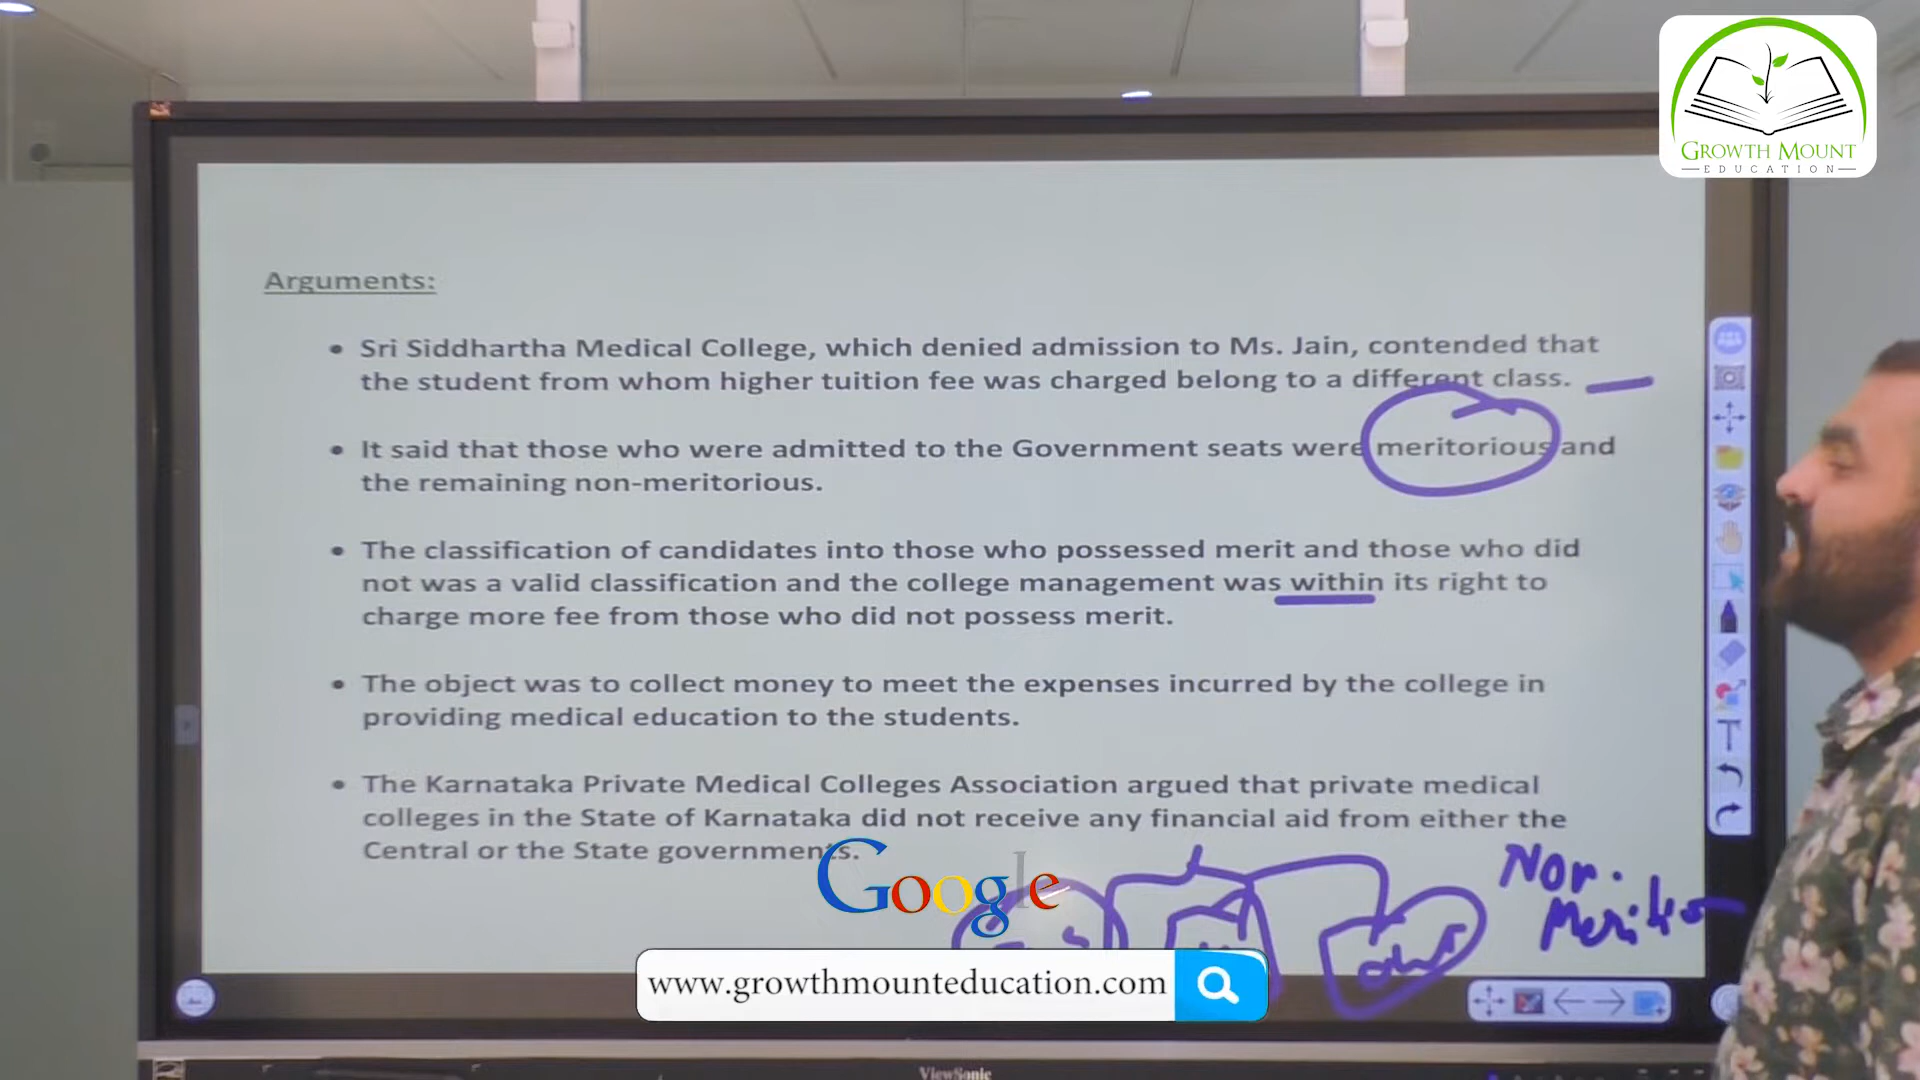 GROWTH MOUNT
EDUCATION
Arguments:
• Sri Siddhartha Medical College, which denied admission to Ms. Jain, contended that
the student from whom higher tuition fee was charged belong to a different class.
• It said that those who were admitted to the Government seats were meritorious and
the remaining non-meritorious.
• The classification of candidates into those who possessed merit and those who did
not was a valid classification and the college management was within its right to
charge more fee from those who did not possess merit.
• The object was to collect money to meet the expenses incurred by the college in
providing medical education to the students.
• The Karnataka Private Medical Colleges Association argued that private medical
colleges in the State of Karnataka did not receive any financial aid from either the
Central or the State governments.
Google
www.growthmounteducation.com
ViewSonic